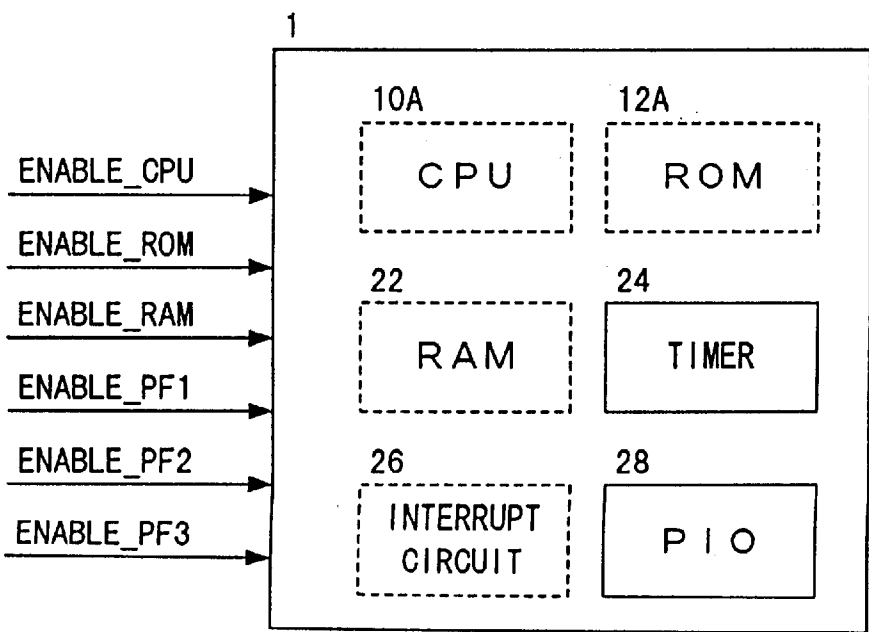 1
10A
12A
CPU
ROM
ENABLE_CPU
ENABLE_ROM
ENABLE_RAM
ENABLE_PF1
ENABLE_PF2
ENABLE_PF3
22
24
RAM
TIMER
26
28
INTERRUPT
CIRCUIT
PIO